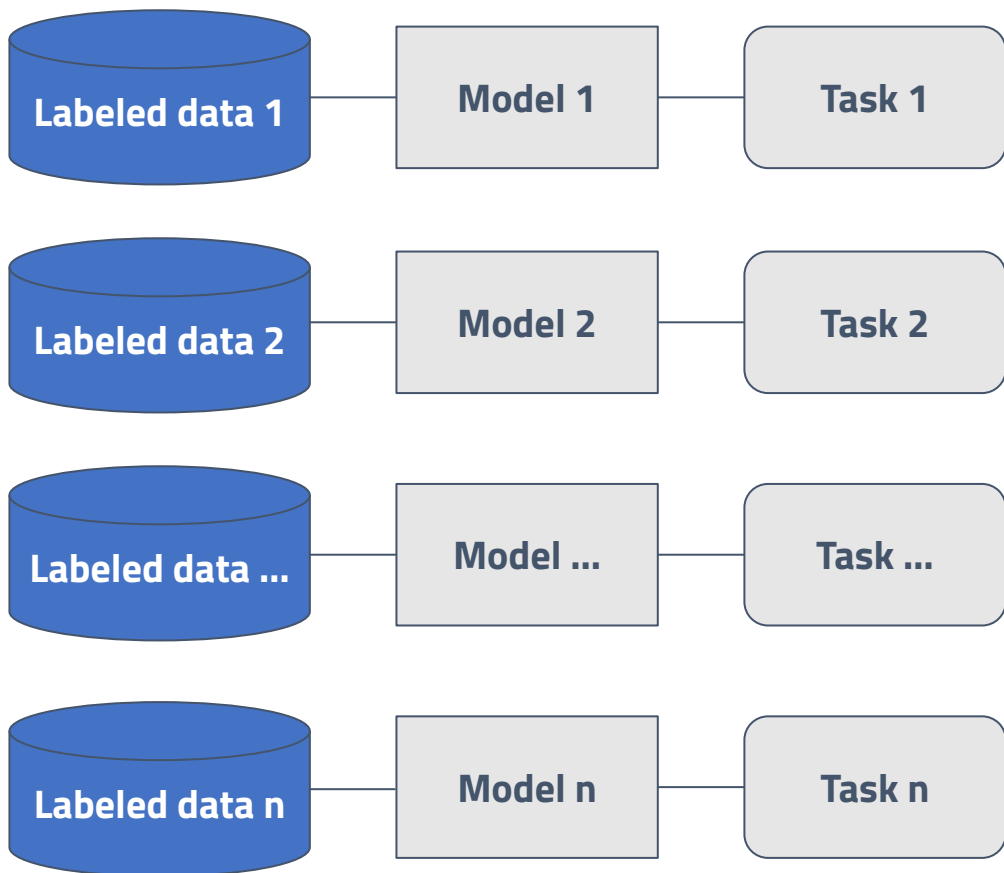 Labeled data 1
Model 1
Task 1
Labeled data 2
Model 2
Task 2
Labeled data ...
Model ...
Task ...
Labeled data n
Model n
Task n